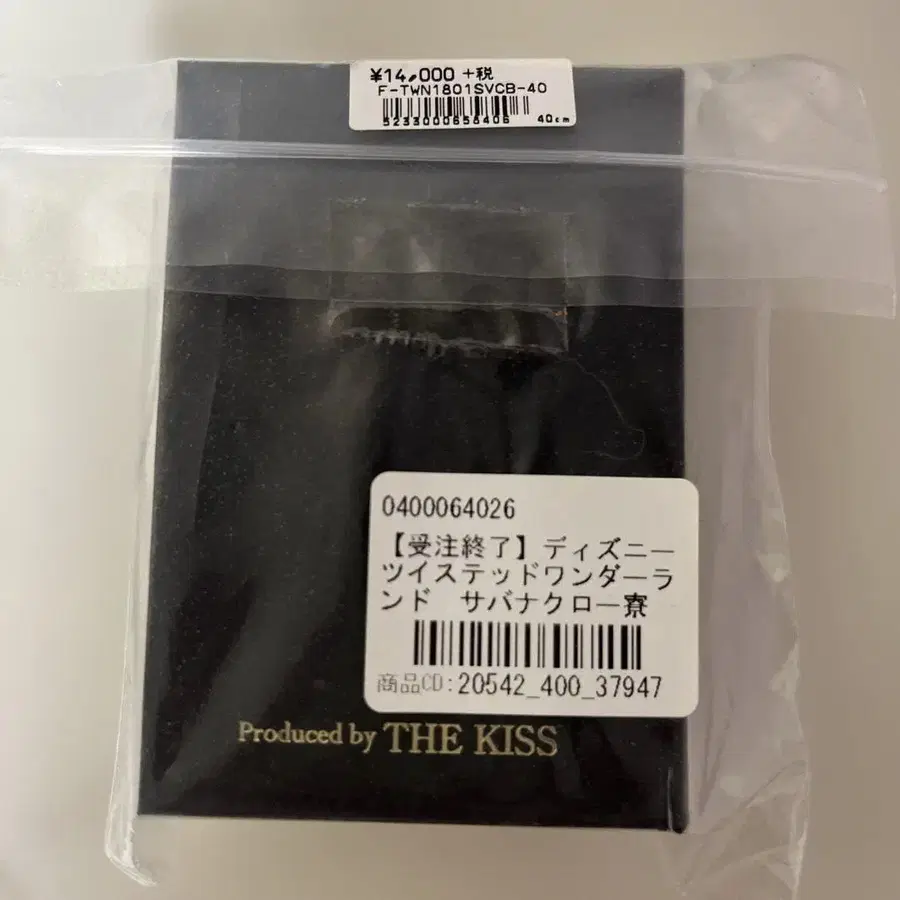 ¥14,000 +税
F-TWN1801SVCB-40
5233000656406 40cm
0400064026
【受注終了】ディズニー
ツイステッドワンダーラ
ンド サバナクロー寮
商品CD:20542_400_37947
Produced by THE KISS